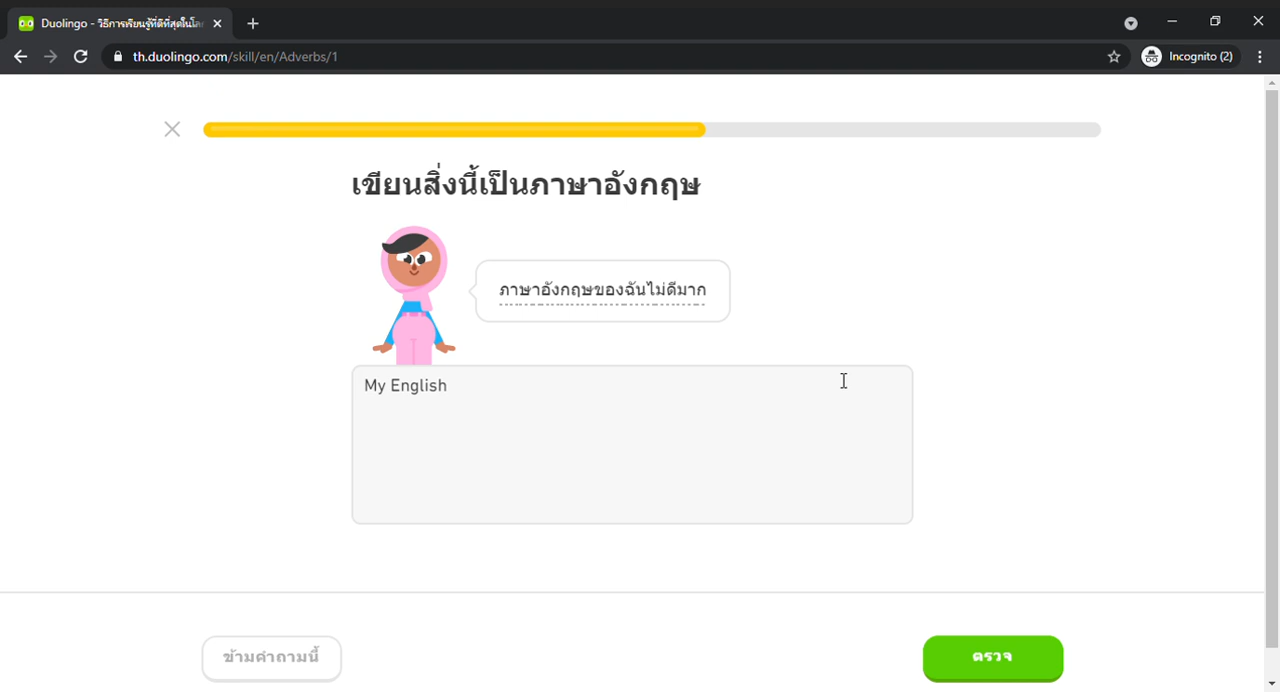 Duolingo - วิธีการเรียนรู้ที่ดีที่สุดในโล
th.duolingo.com/skill/en/Adverbs/1
Incognito (2)
เขียนสิ่งนี้เป็นภาษาอังกฤษ
ภาษาอังกฤษของฉันไม่ดีมาก
My English
ข้ามคำถามนี้
ตรวจ